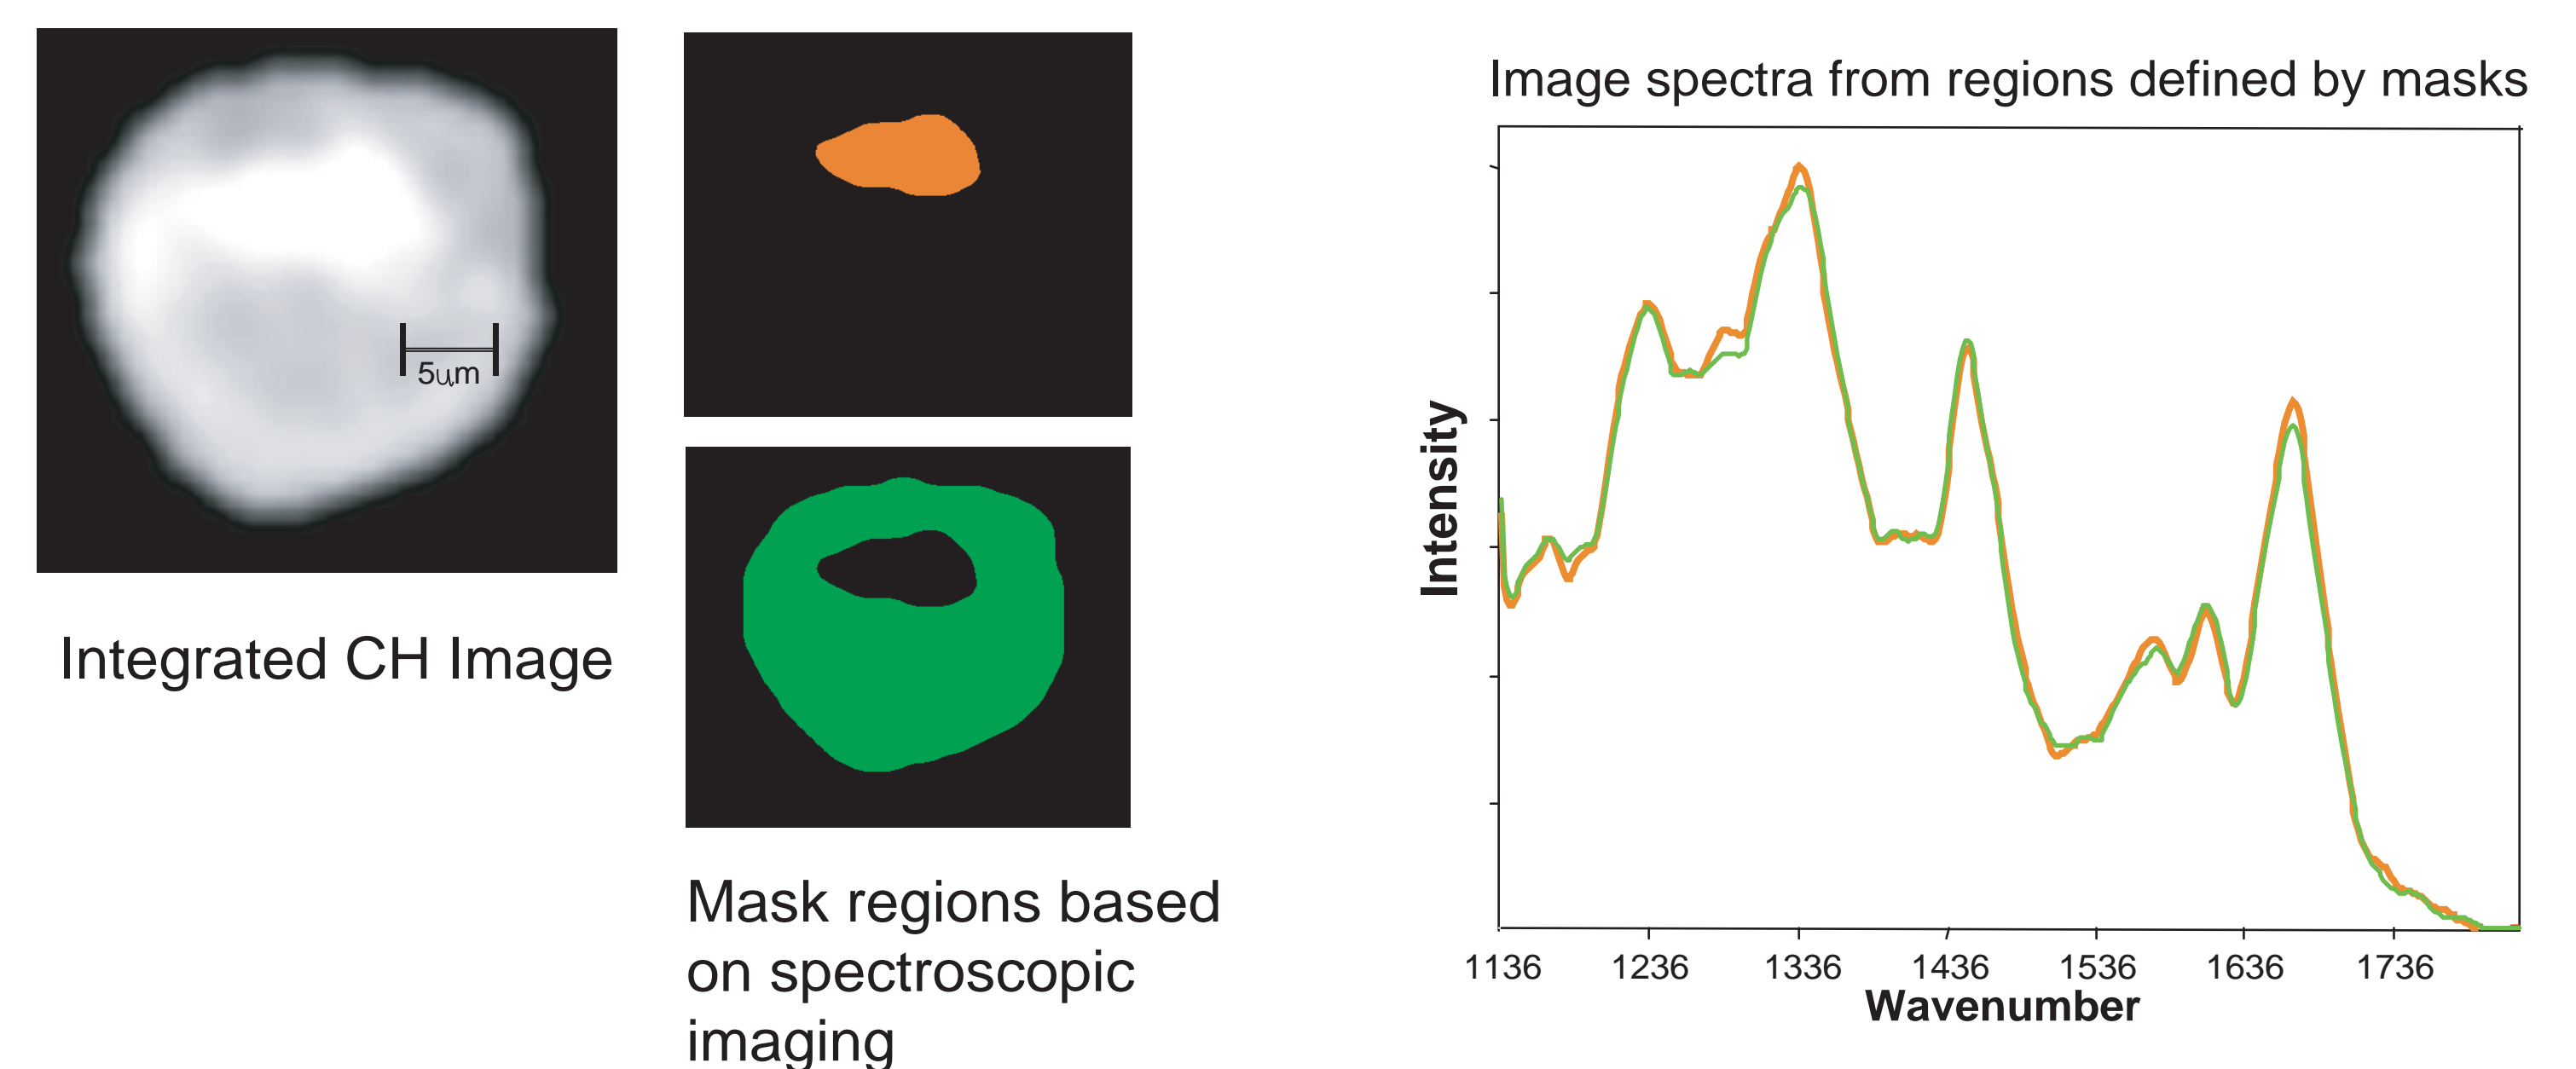 5um
Integrated CH Image
Mask regions based
on spectroscopic
imaging
Image spectra from regions defined by masks
Intensity
1136 1236 1336 1436 1536 1636 1736
Wavenumber